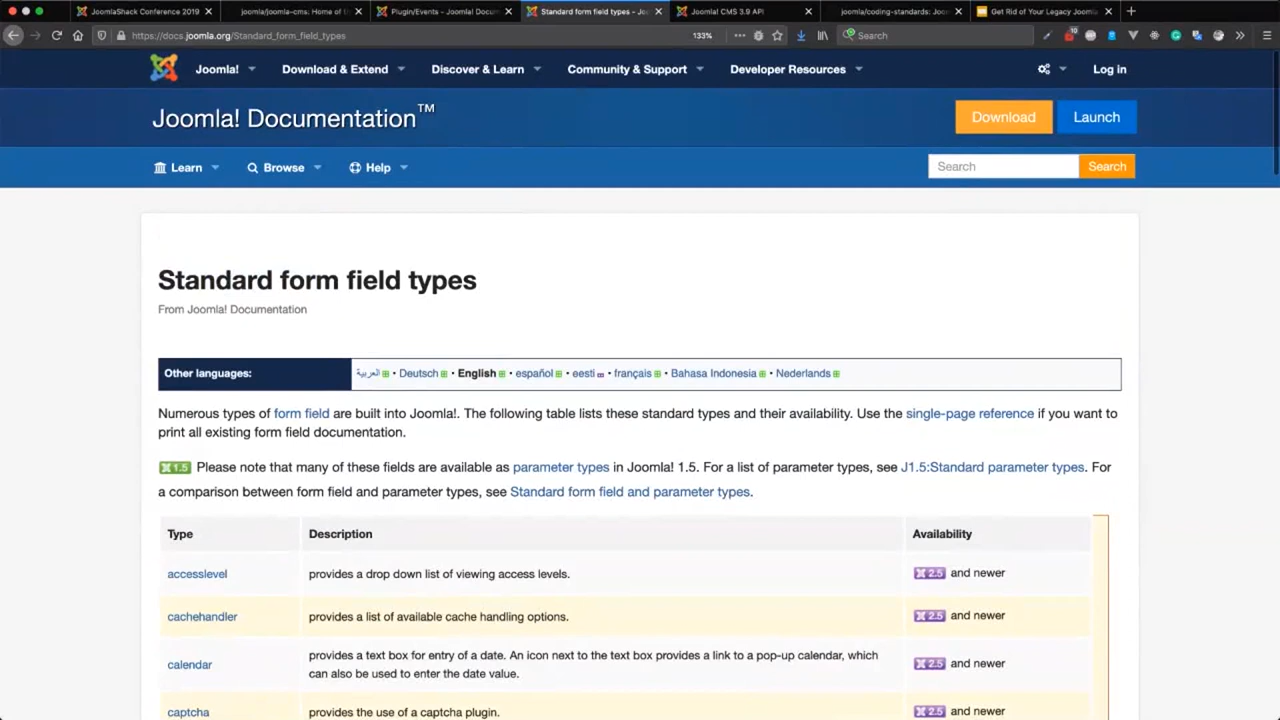 JoomlaShack Conference 2019
joomla/joomla-cms: Home of t
Plugin/Events - Joomla! Docum
Standard form field types - Jo
Joomla! CMS 3.9 API
joomla/coding-standards: Joom
Get Rid of Your Legacy Joomla
https://docs.joomla.org/Standard_form_field_types
133%
Search
Joomla!
Download & Extend
Discover & Learn
Community & Support
Developer Resources
Log in
Joomla! Documentation™
Download
Launch
Learn
Browse
Help
Search
Search
Standard form field types
From Joomla! Documentation
Other languages:
العربية • Deutsch • English • español • eesti • français • Bahasa Indonesia • Nederlands
Numerous types of form field are built into Joomla!. The following table lists these standard types and their availability. Use the single-page reference if you want to
print all existing form field documentation.
1.5 Please note that many of these fields are available as parameter types in Joomla! 1.5. For a list of parameter types, see J1.5:Standard parameter types. For
a comparison between form field and parameter types, see Standard form field and parameter types.
Type Description Availability
accesslevel provides a drop down list of viewing access levels. 2.5 and newer
cachehandler provides a list of available cache handling options. 2.5 and newer
calendar provides a text box for entry of a date. An icon next to the text box provides a link to a pop-up calendar, which
can also be used to enter the date value. 2.5 and newer
captcha provides the use of a captcha plugin. 2.5 and newer